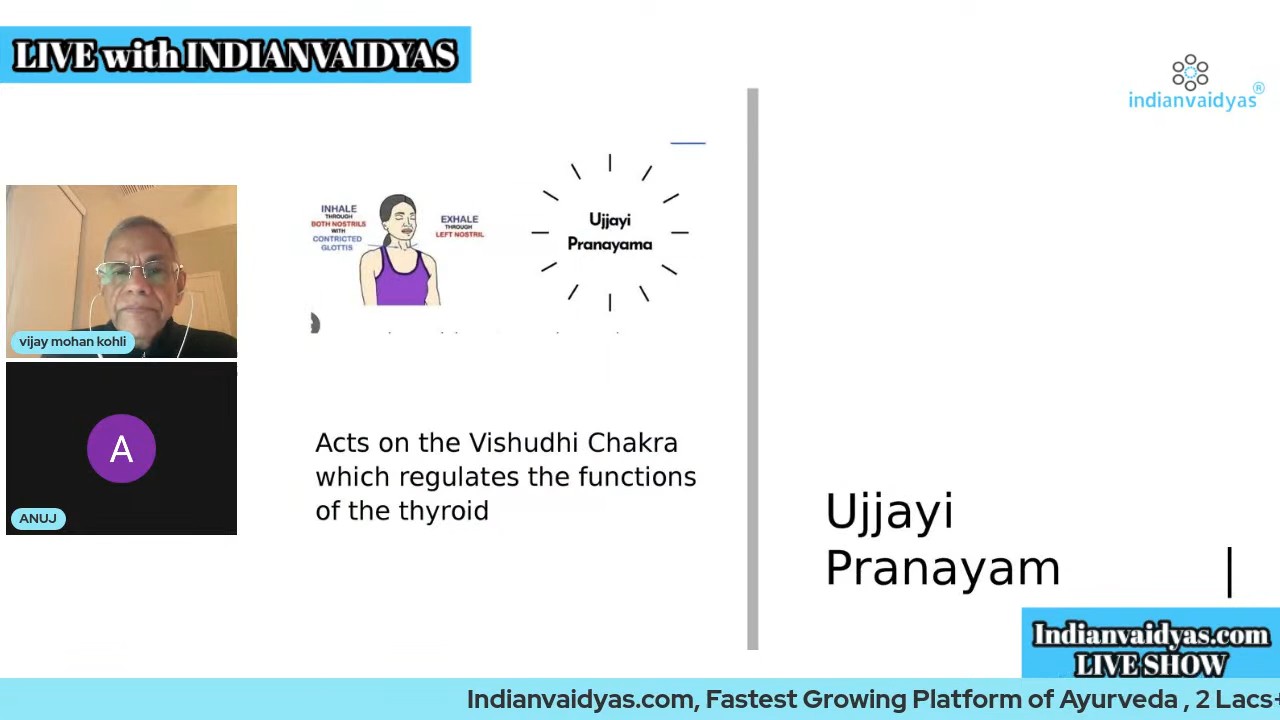 LIVE with INDIANVAIDYAS
indianvaidyas®
INHALE
THROUGH
BOTH NOSTRILS
WITH
CONTRICTED
GLOTTIS
EXHALE
THROUGH
LEFT NOSTRIL
Ujjayi
Pranayama
vijay mohan kohli
A
ANUJ
Acts on the Vishudhi Chakra
which regulates the functions
of the thyroid
Ujjayi
Pranayam
Indianvaidyas.com
LIVE SHOW
Indianvaidyas.com, Fastest Growing Platform of Ayurveda , 2 Lacs+